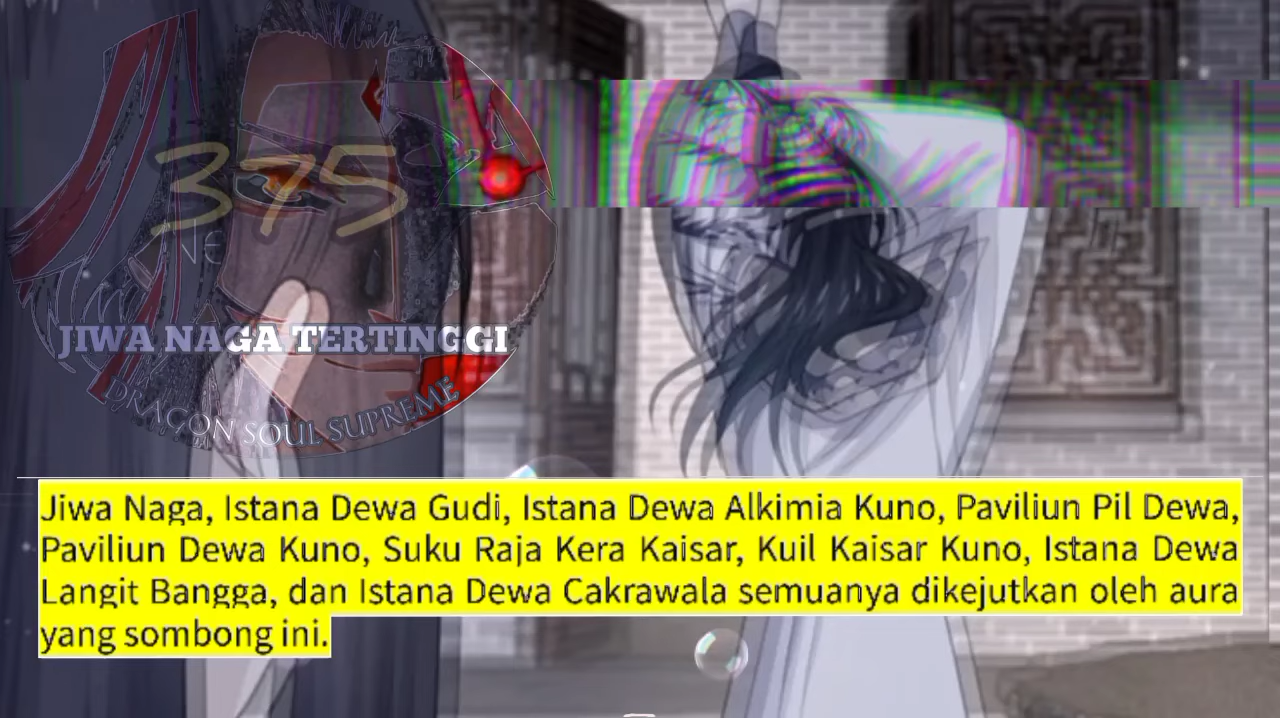 375
NE
JIWA NAGA TERTINGGI
DRAGON SOUL SUPREME
Jiwa Naga, Istana Dewa Gudi, Istana Dewa Alkimia Kuno, Paviliun Pil Dewa,
Paviliun Dewa Kuno, Suku Raja Kera Kaisar, Kuil Kaisar Kuno, Istana Dewa
Langit Bangga, dan Istana Dewa Cakrawala semuanya dikejutkan oleh aura
yang sombong ini.